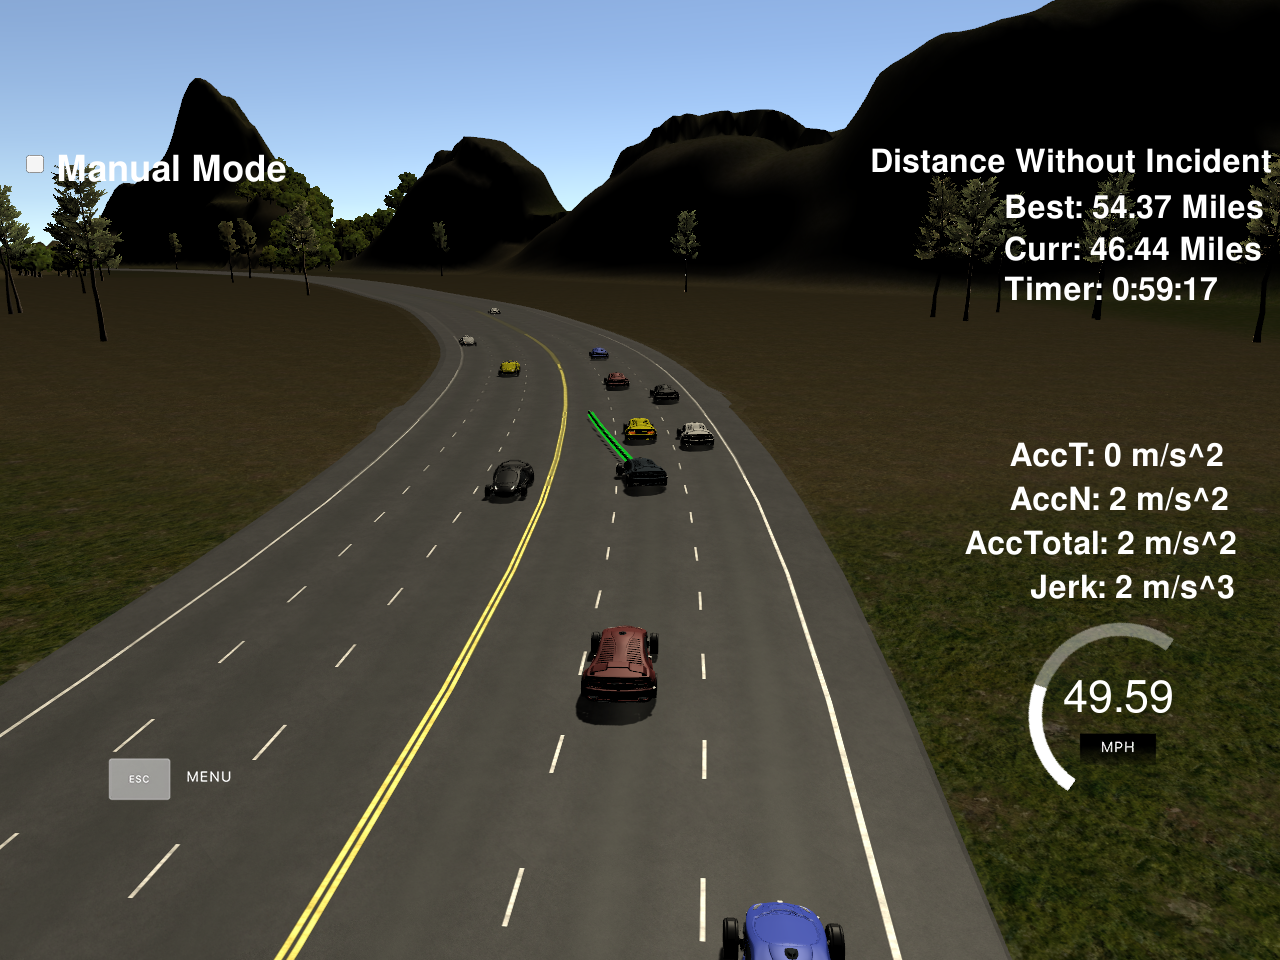 Manual Mode
Distance Without Incident
Best: 54.37 Miles
Curr: 46.44 Miles
Timer: 0:59:17
AccT: 0 m/s^2
AccN: 2 m/s^2
AccTotal: 2 m/s^2
Jerk: 2 m/s^3
49.59
MPH
ESC MENU